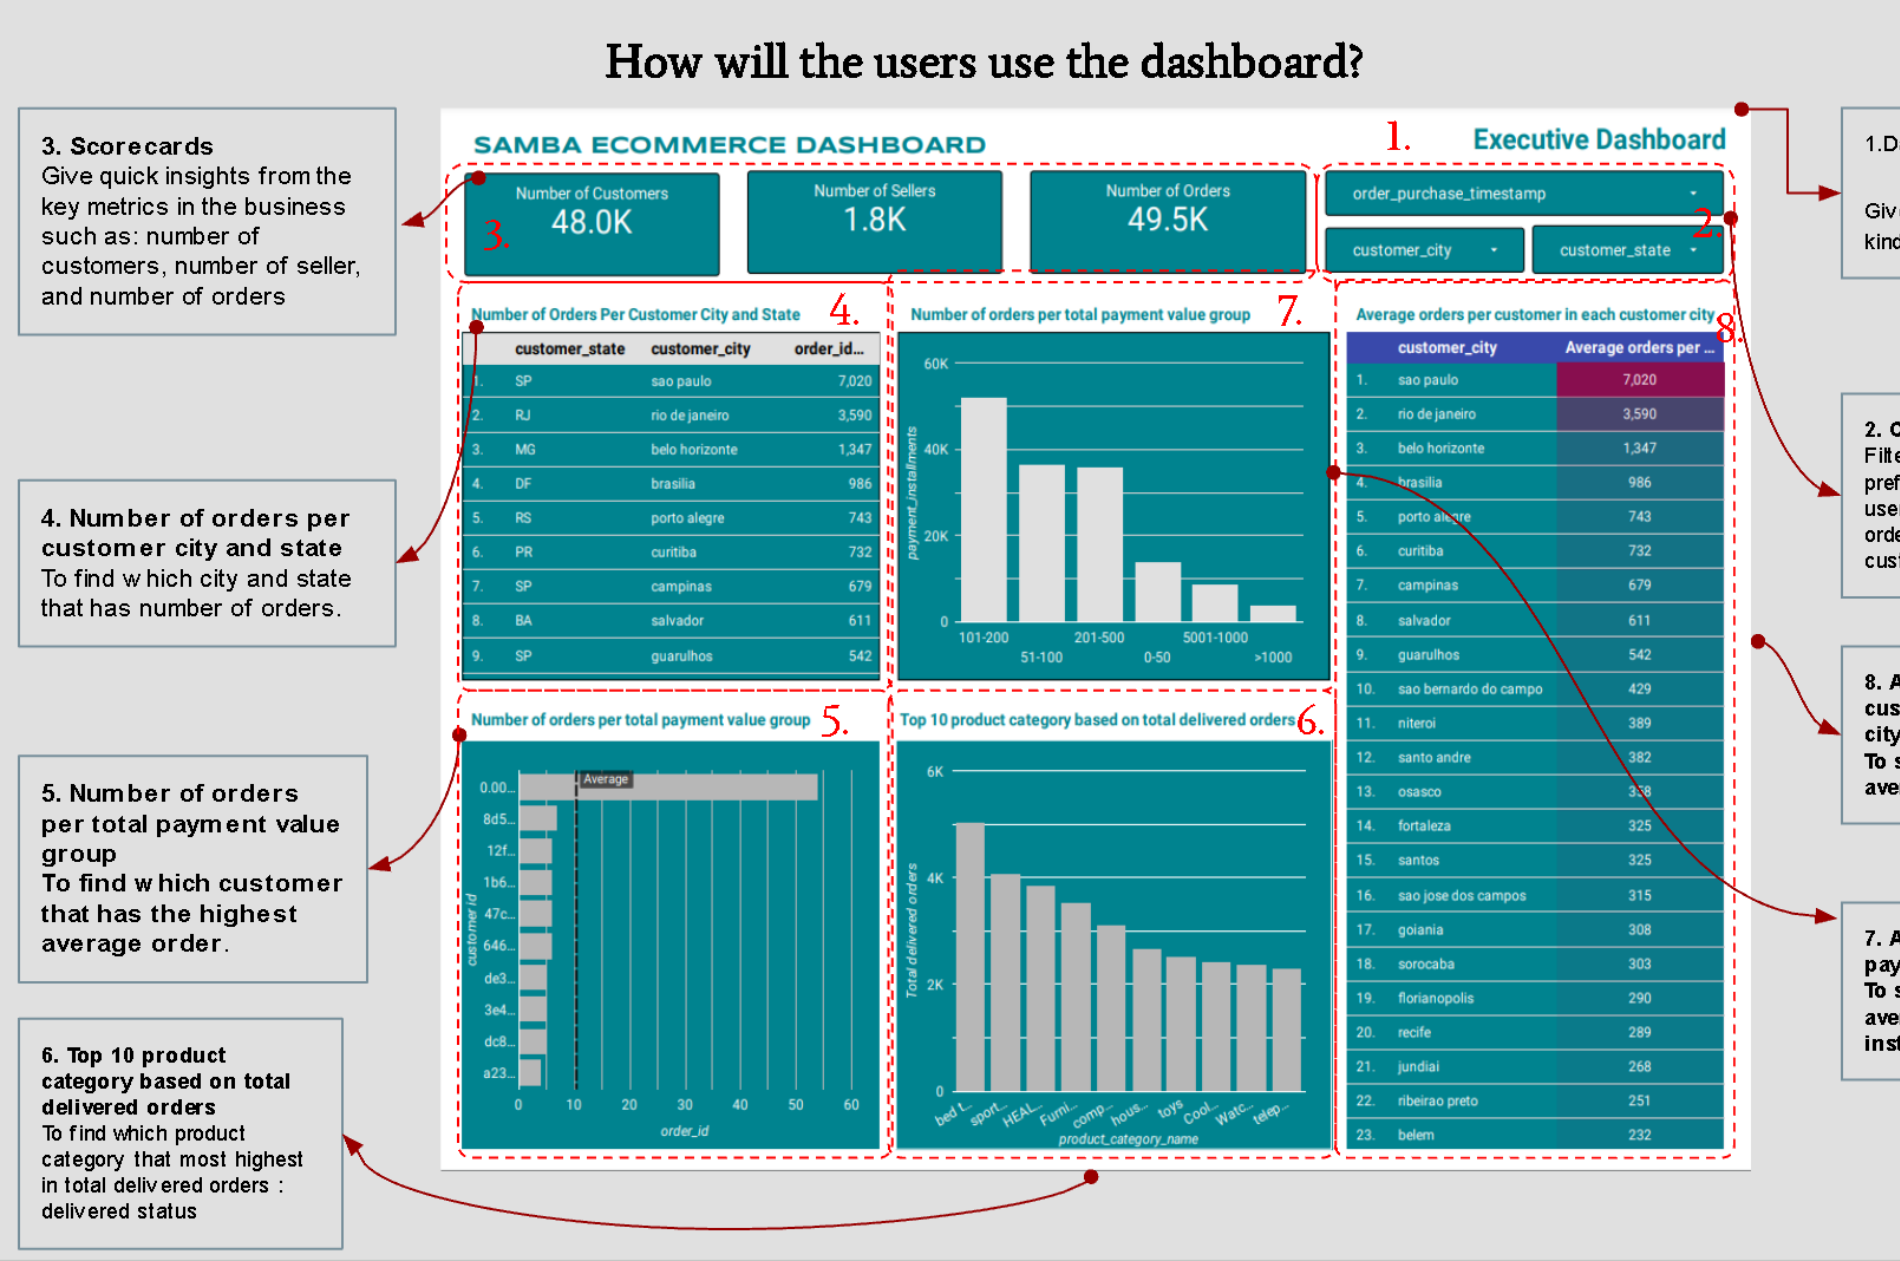 How will the users use the dashboard?
3. Scorecards
Give quick insights from the
key metrics in the business
such as: number of
customers, number of seller,
and number of orders
4. Number of orders per
customer city and state
To find which city and state
that has number of orders.
5. Number of orders
per total payment value
group
To find which customer
that has the highest
average order.
6. Top 10 product
category based on total
delivered orders
To find which product
category that most highest
in total delivered orders :
delivered status
SAMBA ECOMMERCE DASHBOARD
1.
Executive Dashboard
Number of Customers
48.0K
3.
Number of Sellers
1.8K
Number of Orders
49.5K
order_purchase_timestamp
2.
customer_city
customer_state
Number of Orders Per Customer City and State
4.
customer_state customer_city order_id...
1. SP sao paulo 7,020
2. RJ rio de janeiro 3,590
3. MG belo horizonte 1,347
4. DF brasilia 986
5. RS porto alegre 743
6. PR curitiba 732
7. SP campinas 679
8. BA salvador 611
9. SP guarulhos 542
Number of orders per total payment value group
7.
60K
40K
20K
0
payment_installments
101-200 201-500 5001-1000
51-100 0-50 >1000
Average orders per customer in each customer city
8.
customer_city Average orders per ...
1. sao paulo 7,020
2. rio de janeiro 3,590
3. belo horizonte 1,347
4. brasilia 986
5. porto alegre 743
6. curitiba 732
7. campinas 679
8. salvador 611
9. guarulhos 542
10. sao bernardo do campo 429
11. niteroi 389
12. santo andre 382
13. osasco 358
14. fortaleza 325
15. santos 325
16. sao jose dos campos 315
17. goiania 308
18. sorocaba 303
19. florianopolis 290
20. recife 289
21. jundiai 268
22. ribeirao preto 251
23. belem 232
Number of orders per total payment value group
5.
Average
0.00...
8d5...
12f...
1b6...
47c...
646...
de3...
3e4...
dc8...
a23...
customer id
0 10 20 30 40 50 60
order_id
Top 10 product category based on total delivered orders
6.
6K
4K
2K
0
Total delivered orders
bed t... sport... HEAL... Furni... comp... hous... toys Cool... Watc... telep...
product_category_name
1.D
Giv
kind
2. C
Filte
pref
user
orde
cus
8. A
cus
city
To s
ave
7. A
pay
To s
ave
inst